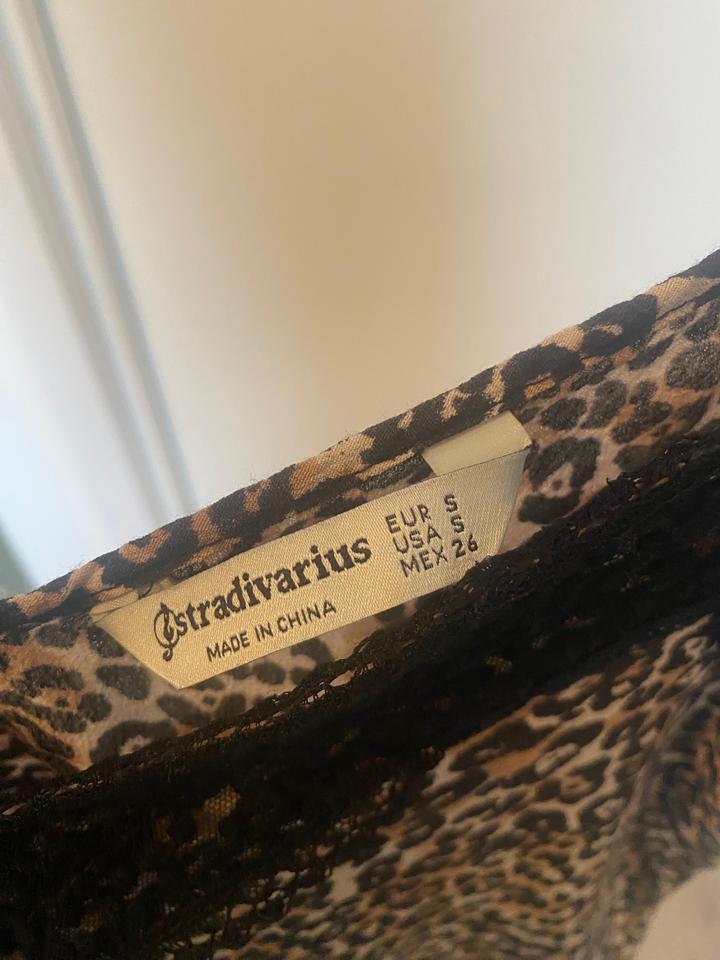 stradivarius
MADE IN CHINA
EUR S
USA S
MEX 26